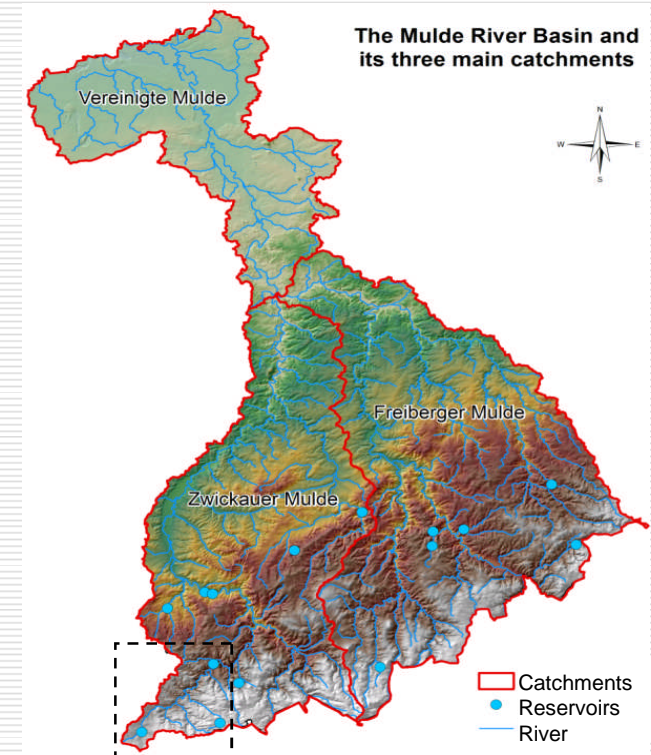 The Mulde River Basin and
its three main catchments
Vereinigte Mulde
N
W
E
S
Freiberger Mulde
Zwickauer Mulde
Catchments
Reservoirs
River